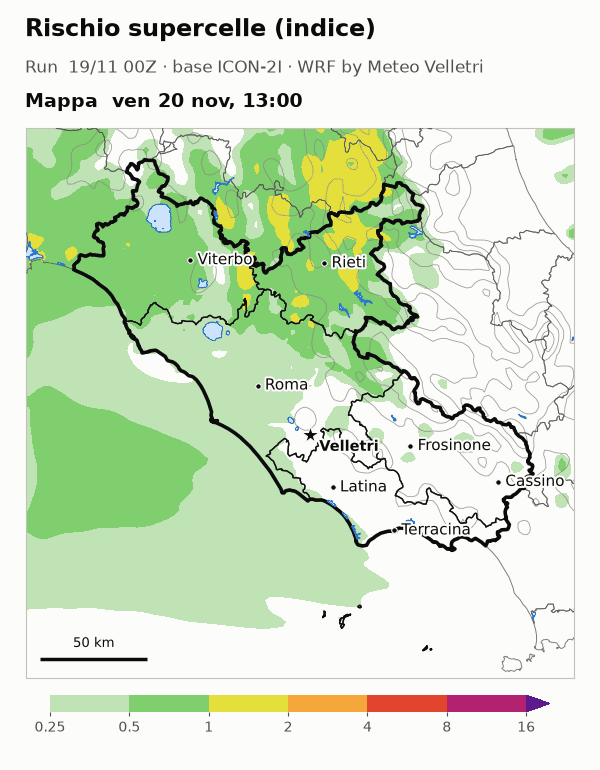 Rischio supercelle (indice)
Run  19/11 00Z · base ICON-2I · WRF by Meteo Velletri
Mappa  ven 20 nov, 13:00
Viterbo
Rieti
Roma
Velletri
Frosinone
Cassino
Latina
Terracina
50 km
0.25 0.5 1 2 4 8 16